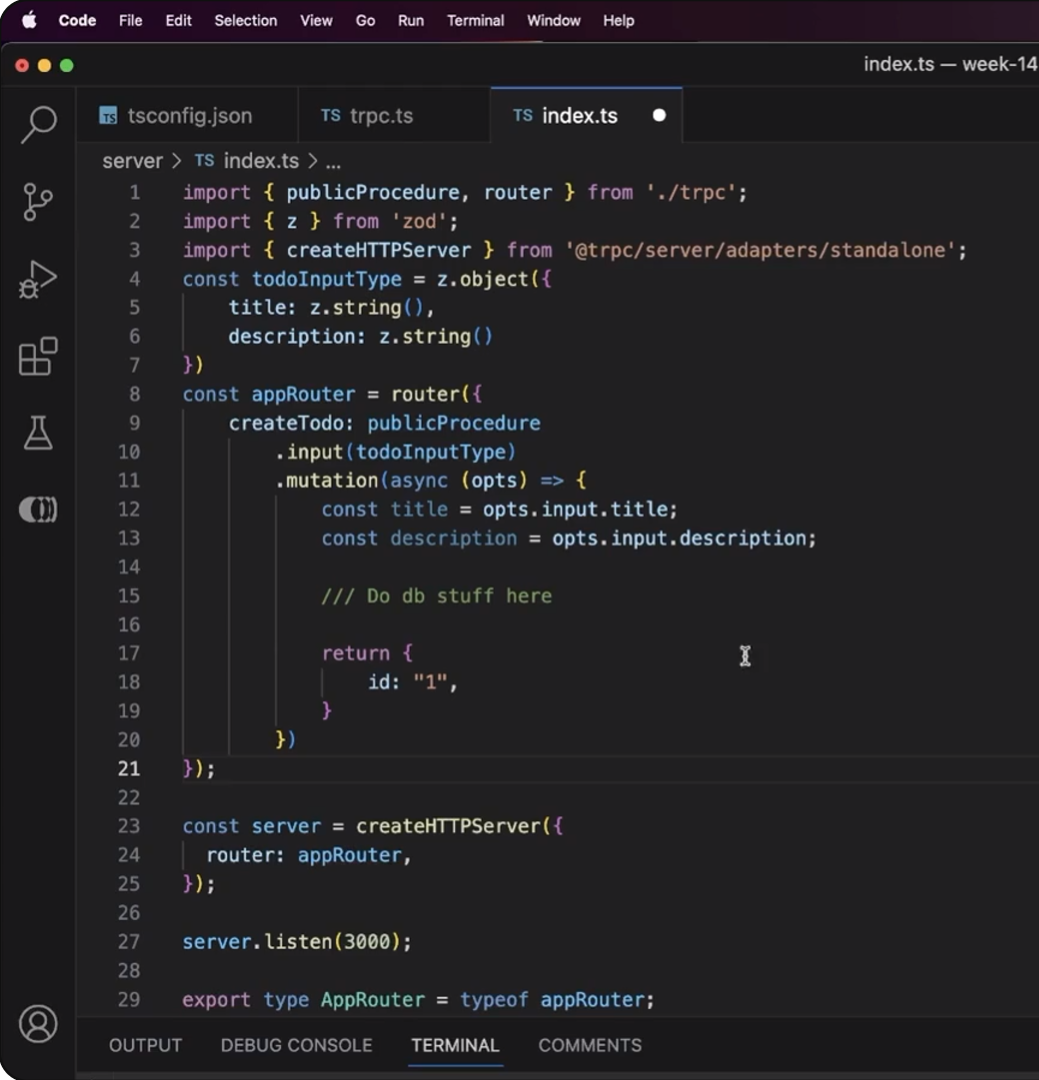 Code File Edit Selection View Go Run Terminal Window Help
index.ts — week-14
TS tsconfig.json TS trpc.ts TS index.ts
server > TS index.ts > ...
1 import { publicProcedure, router } from './trpc';
2 import { z } from 'zod';
3 import { createHTTPServer } from '@trpc/server/adapters/standalone';
4 const todoInputType = z.object({
5     title: z.string(),
6     description: z.string()
7 })
8 const appRouter = router({
9     createTodo: publicProcedure
10         .input(todoInputType)
11         .mutation(async (opts) => {
12             const title = opts.input.title;
13             const description = opts.input.description;
14
15             /// Do db stuff here
16
17             return {
18                 id: "1",
19             }
20         })
21 });
22
23 const server = createHTTPServer({
24   router: appRouter,
25 });
26
27 server.listen(3000);
28
29 export type AppRouter = typeof appRouter;
OUTPUT DEBUG CONSOLE TERMINAL COMMENTS